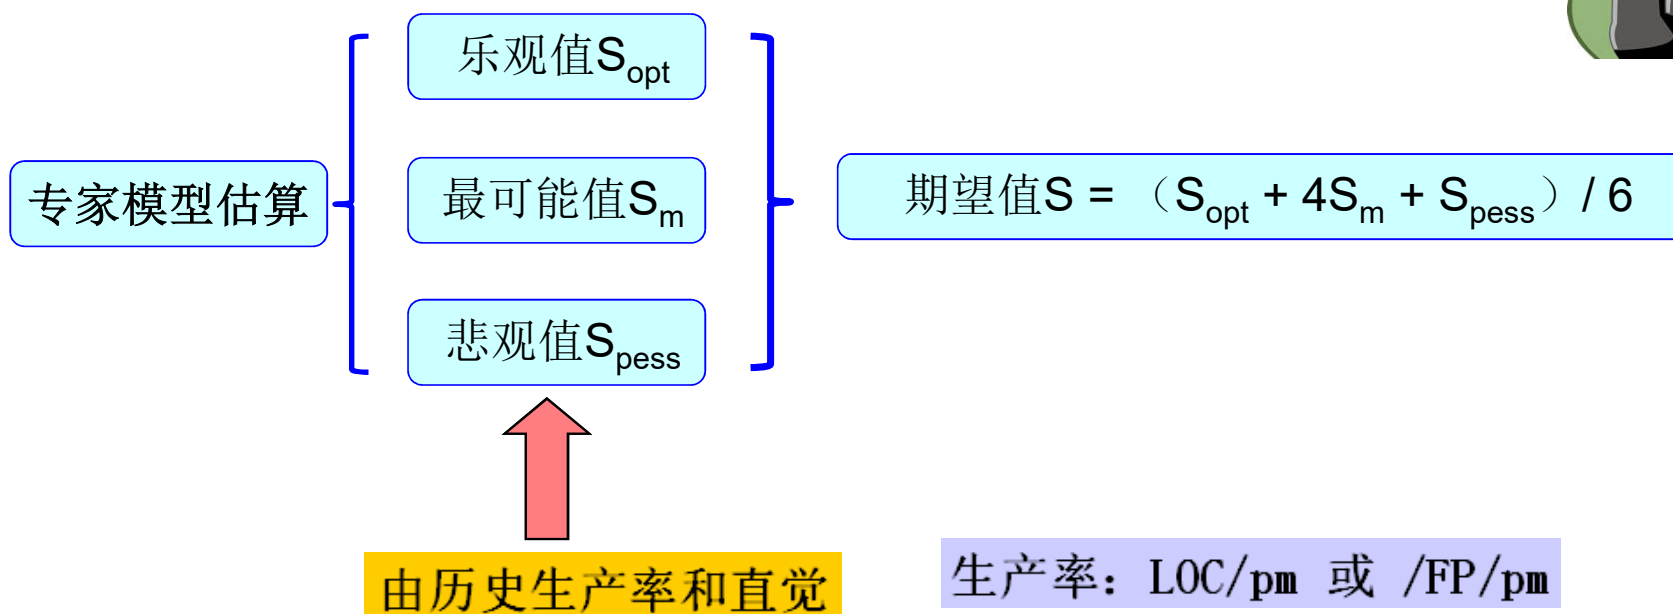 乐观值Sopt
专家模型估算
最可能值Sm
期望值S = （Sopt + 4Sm + Spess）/ 6
悲观值Spess
由历史生产率和直觉
生产率：LOC/pm 或 /FP/pm